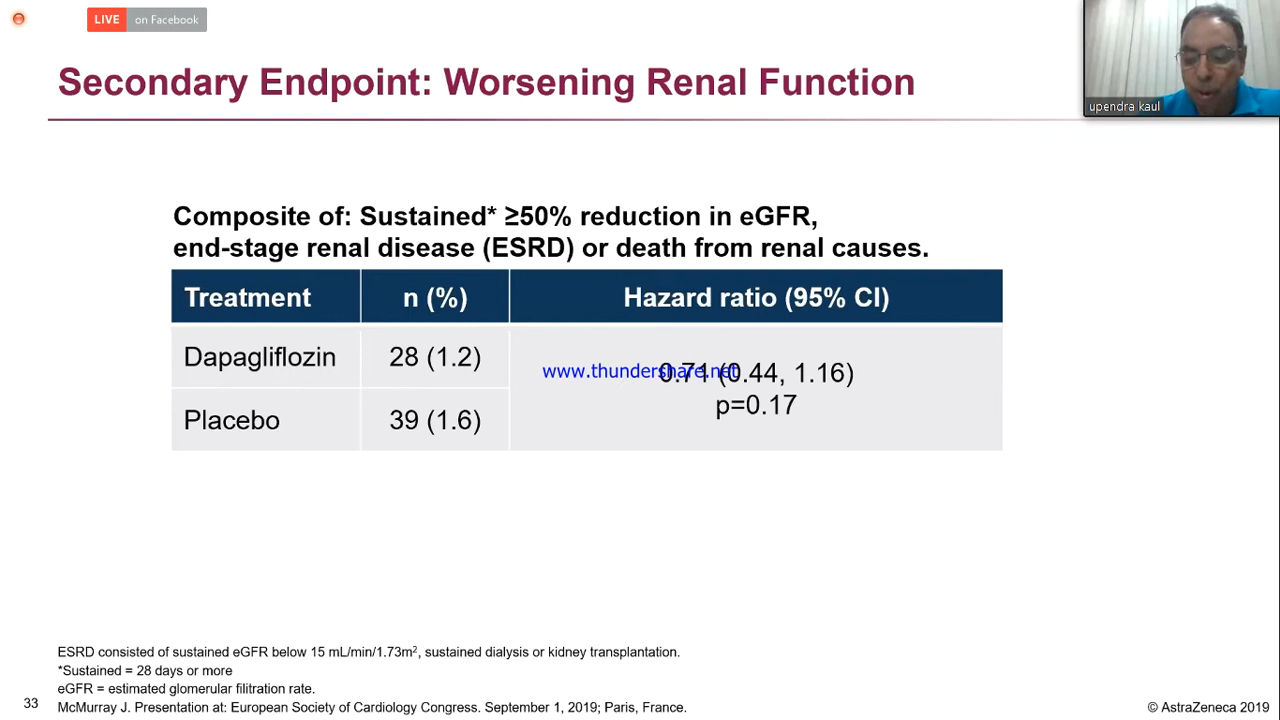 LIVE on Facebook
Secondary Endpoint: Worsening Renal Function
upendra kaul
Composite of: Sustained* ≥50% reduction in eGFR,
end-stage renal disease (ESRD) or death from renal causes.
Treatment n (%) Hazard ratio (95% CI)
Dapagliflozin 28 (1.2)
www.thundershare.net
0.71 (0.44, 1.16)
p=0.17
Placebo 39 (1.6)
ESRD consisted of sustained eGFR below 15 mL/min/1.73m², sustained dialysis or kidney transplantation.
*Sustained = 28 days or more
eGFR = estimated glomerular filitration rate.
33 McMurray J. Presentation at: European Society of Cardiology Congress. September 1, 2019; Paris, France.
© AstraZeneca 2019